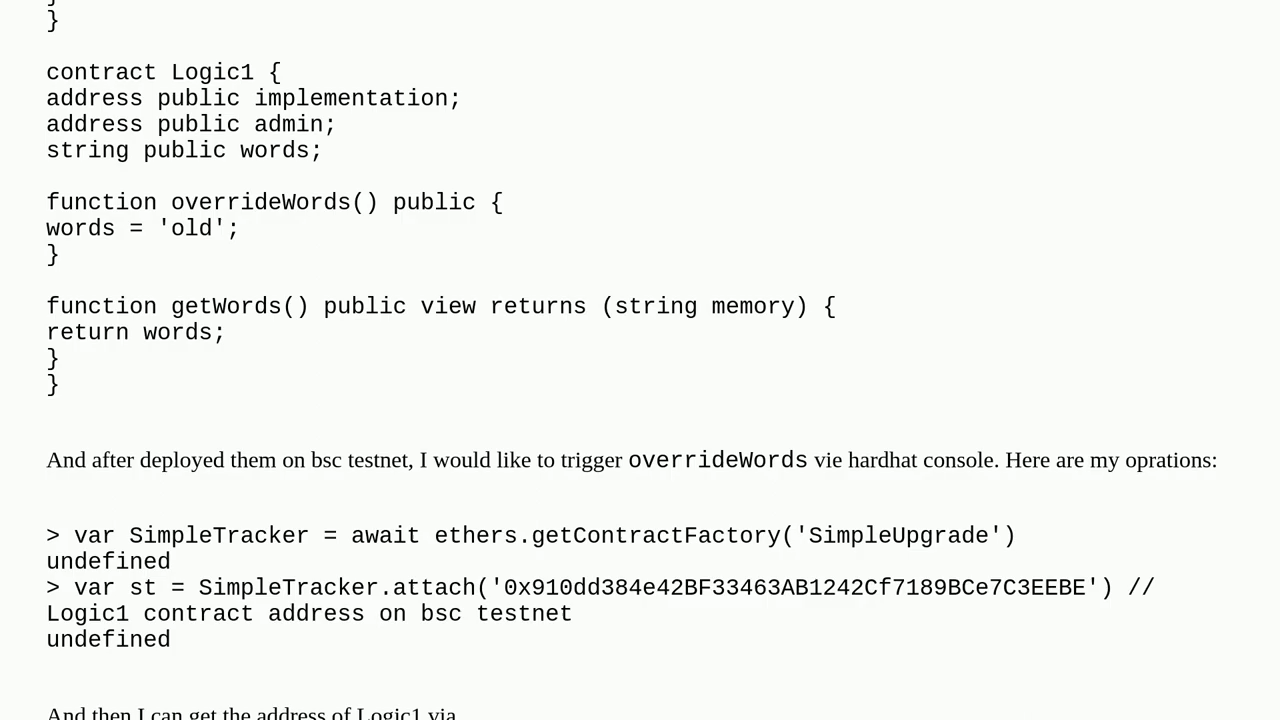 }
}
contract Logic1 {
address public implementation;
address public admin;
string public words;
function overrideWords() public {
words = 'old';
}
function getWords() public view returns (string memory) {
return words;
}
}
And after deployed them on bsc testnet, I would like to trigger overrideWords vie hardhat console. Here are my oprations:
> var SimpleTracker = await ethers.getContractFactory('SimpleUpgrade')
undefined
> var st = SimpleTracker.attach('0x910dd384e42BF33463AB1242Cf7189BCe7C3EEBE') //
Logic1 contract address on bsc testnet
undefined
And then I can get the address of Logic1 via